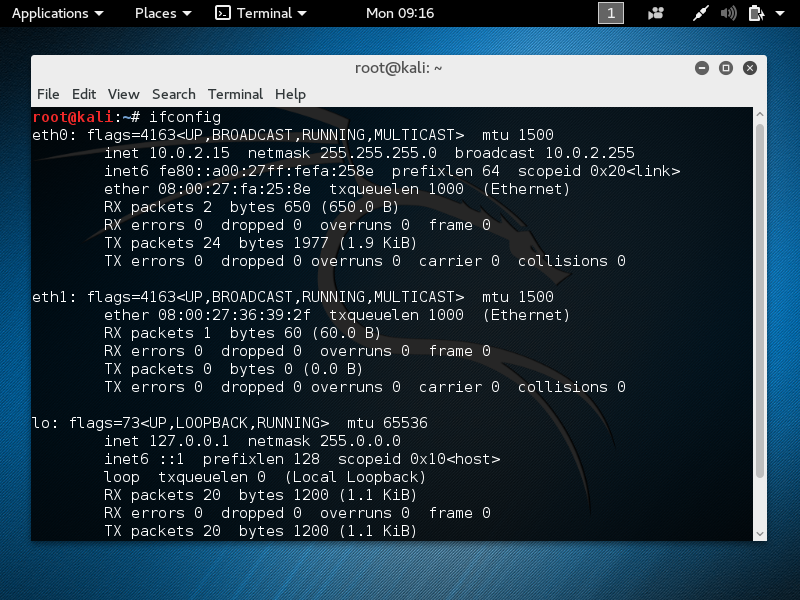 Applications Places Terminal Mon 09:16 1
root@kali: ~
File Edit View Search Terminal Help
root@kali:~# ifconfig
eth0: flags=4163<UP,BROADCAST,RUNNING,MULTICAST>  mtu 1500
        inet 10.0.2.15  netmask 255.255.255.0  broadcast 10.0.2.255
        inet6 fe80::a00:27ff:fefa:258e  prefixlen 64  scopeid 0x20<link>
        ether 08:00:27:fa:25:8e  txqueuelen 1000  (Ethernet)
        RX packets 2  bytes 650 (650.0 B)
        RX errors 0  dropped 0  overruns 0  frame 0
        TX packets 24  bytes 1977 (1.9 KiB)
        TX errors 0  dropped 0 overruns 0  carrier 0  collisions 0

eth1: flags=4163<UP,BROADCAST,RUNNING,MULTICAST>  mtu 1500
        ether 08:00:27:36:39:2f  txqueuelen 1000  (Ethernet)
        RX packets 1  bytes 60 (60.0 B)
        RX errors 0  dropped 0  overruns 0  frame 0
        TX packets 0  bytes 0 (0.0 B)
        TX errors 0  dropped 0 overruns 0  carrier 0  collisions 0

lo: flags=73<UP,LOOPBACK,RUNNING>  mtu 65536
        inet 127.0.0.1  netmask 255.0.0.0
        inet6 ::1  prefixlen 128  scopeid 0x10<host>
        loop  txqueuelen 0  (Local Loopback)
        RX packets 20  bytes 1200 (1.1 KiB)
        RX errors 0  dropped 0  overruns 0  frame 0
        TX packets 20  bytes 1200 (1.1 KiB)